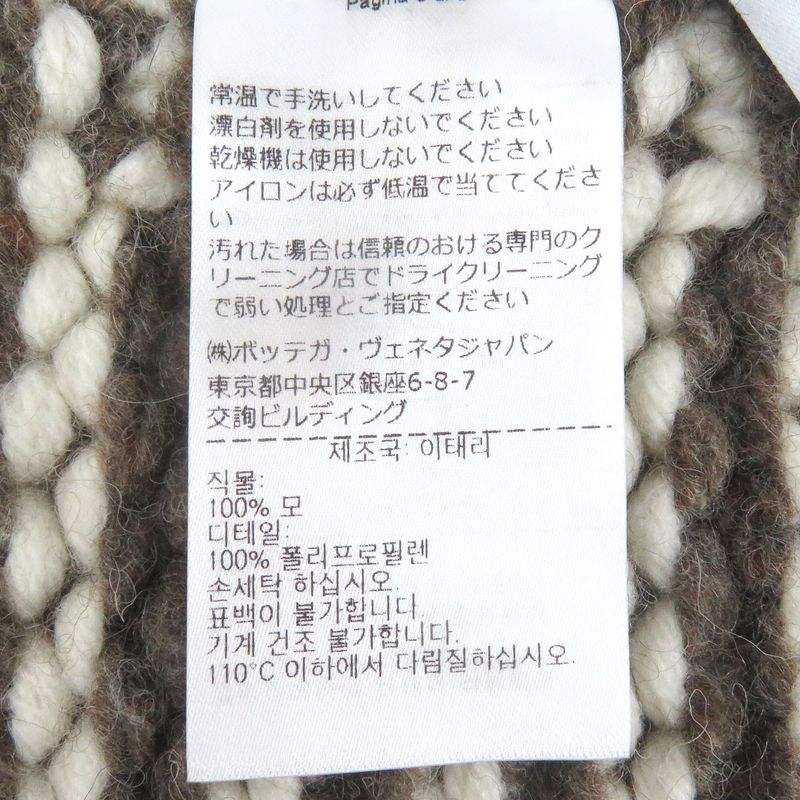 Pagina
常温で手洗いしてください
漂白剤を使用しないでください
乾燥機は使用しないでください
アイロンは必ず低温で当ててくださ
い
汚れた場合は信頼のおける専門のク
リーニング店でドライクリーニング
で弱い処理とご指定ください
㈱ボッテガ・ヴェネタジャパン
東京都中央区銀座6-8-7
交詢ビルディング
제조국: 이태리
직물:
100% 모
디테일:
100% 폴리프로필렌
손세탁 하십시오.
표백이 불가합니다.
기계 건조 불가합니다.
110°C 이하에서 다림질하십시오.